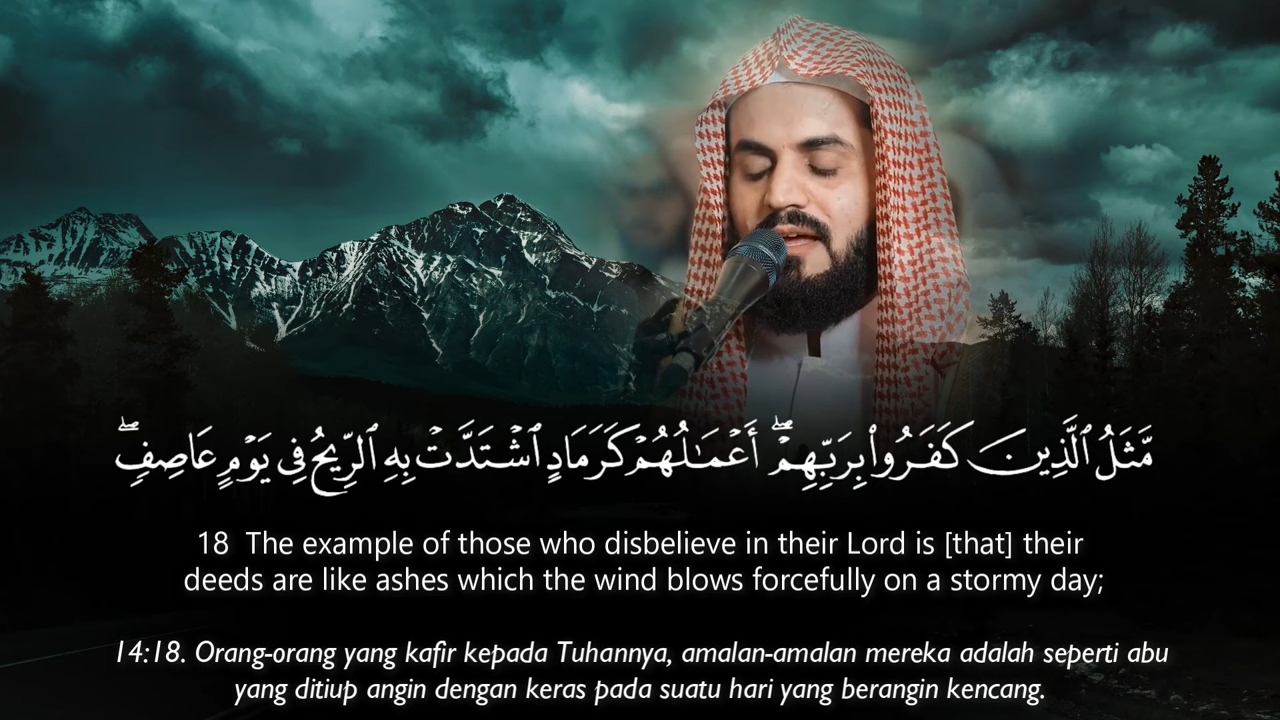 مَّثَلُ ٱلَّذِينَ كَفَرُوا۟ بِرَبِّهِمْ ۖ أَعْمَـٰلُهُمْ كَرَمَادٍ ٱشْتَدَّتْ بِهِ ٱلرِّيحُ فِى يَوْمٍ عَاصِفٍ ۖ
18 The example of those who disbelieve in their Lord is [that] their
deeds are like ashes which the wind blows forcefully on a stormy day;
14:18. Orang-orang yang kafir kepada Tuhannya, amalan-amalan mereka adalah seperti abu
yang ditiup angin dengan keras pada suatu hari yang berangin kencang.